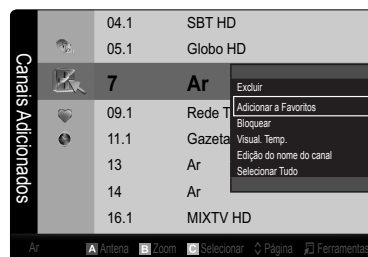 Canais Adicionados
04.1 SBT HD
05.1 Globo HD
7 Ar
09.1 Rede T
11.1 Gazeta
13 Ar
14 Ar
16.1 MIXTV HD
Excluir
Adicionar a Favoritos
Bloquear
Visual. Temp.
Edição do nome do canal
Selecionar Tudo
Ar A Antena B Zoom C Selecionar Página Ferramentas